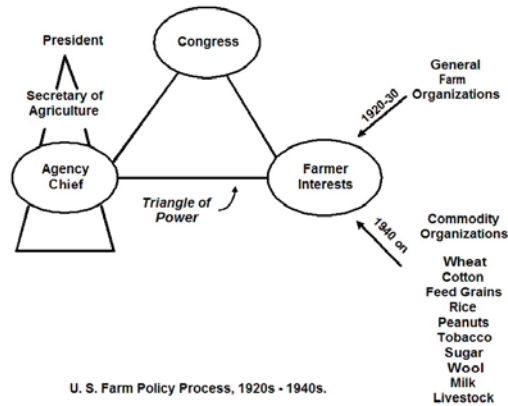 President
Secretary of
Agriculture
Agency
Chief
Congress
Triangle of
Power
Farmer
Interests
1920-30
General
Farm
Organizations
1940 on
Commodity
Organizations
Wheat
Cotton
Feed Grains
Rice
Peanuts
Tobacco
Sugar
Wool
Milk
Livestock
U. S. Farm Policy Process, 1920s - 1940s.